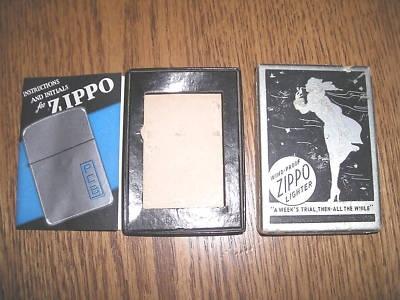 INSTRUCTIONS
AND INITIALS
for ZIPPO
WIND-PROOF
ZIPPO
LIGHTER
"A WEEK'S TRIAL, THEN-ALL THE WHILE"